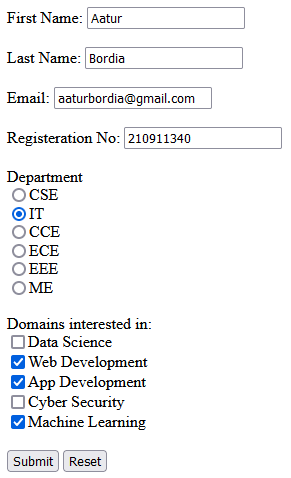 First Name: Aatur
Last Name: Bordia
Email: aaturbordia@gmail.com
Registeration No: 210911340
Department
CSE
IT
CCE
ECE
EEE
ME
Domains interested in:
Data Science
Web Development
App Development
Cyber Security
Machine Learning
Submit Reset